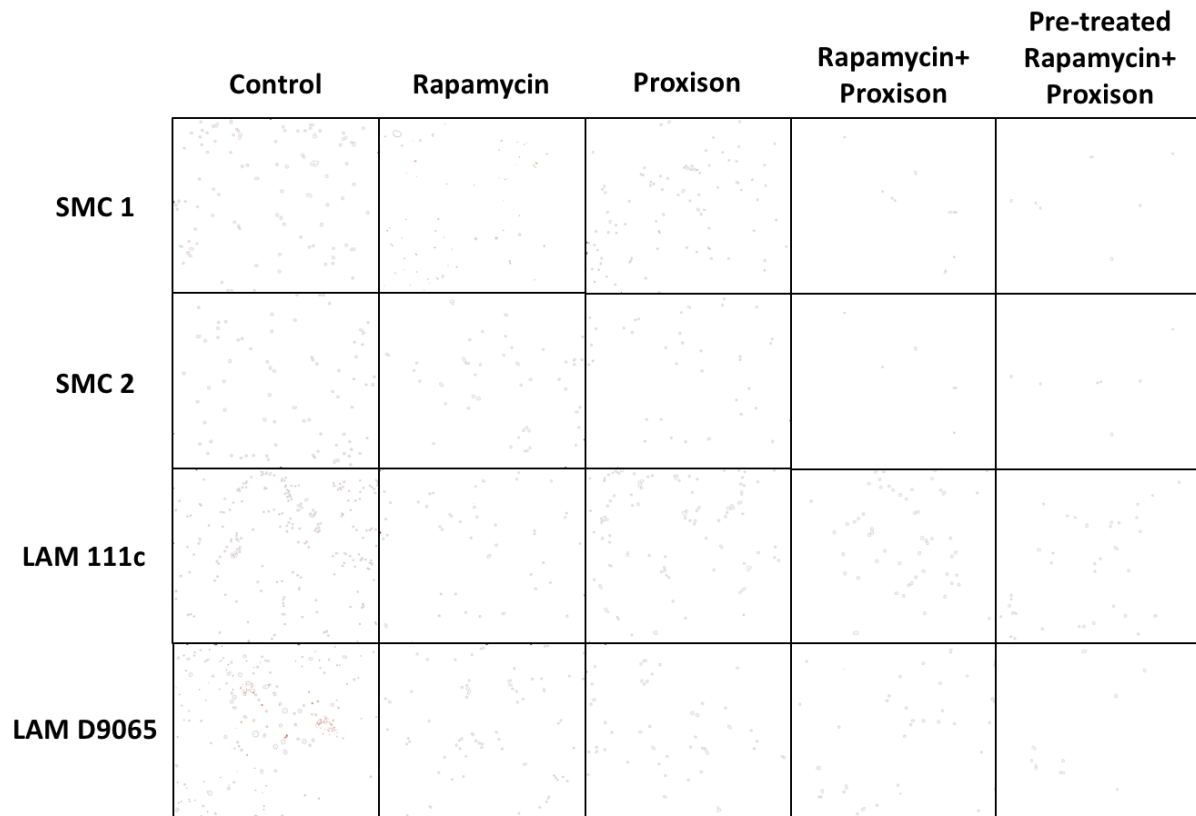 Control
Rapamycin
Proxison
Rapamycin+
Proxison
Pre-treated
Rapamycin+
Proxison
SMC 1
SMC 2
LAM 111c
LAM D9065